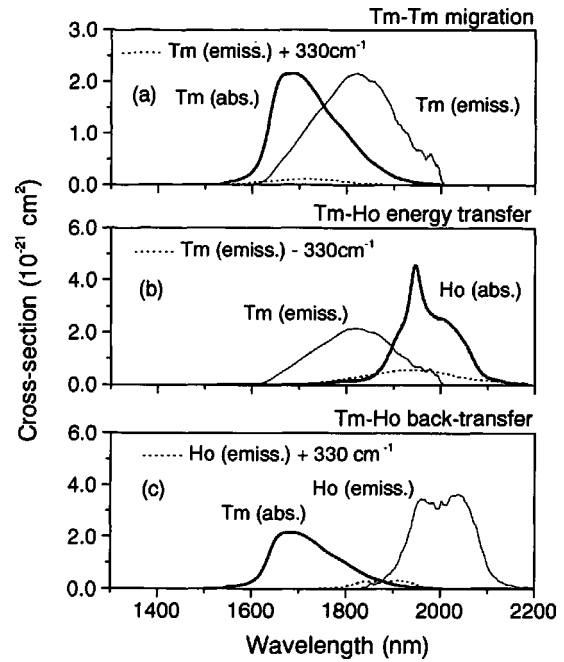 Tm-Tm migration
3.0
2.0
1.0
0.0
Tm (emiss.) + 330cm⁻¹
(a)
Tm (abs.)
Tm (emiss.)
Tm-Ho energy transfer
6.0
4.0
2.0
0.0
Tm (emiss.) - 330cm⁻¹
(b)
Tm (emiss.)
Ho (abs.)
Tm-Ho back-transfer
6.0
4.0
2.0
0.0
Ho (emiss.) + 330 cm⁻¹
(c)
Tm (abs.)
Ho (emiss.)
1400 1600 1800 2000 2200
Wavelength (nm)
Cross-section (10⁻²¹ cm²)